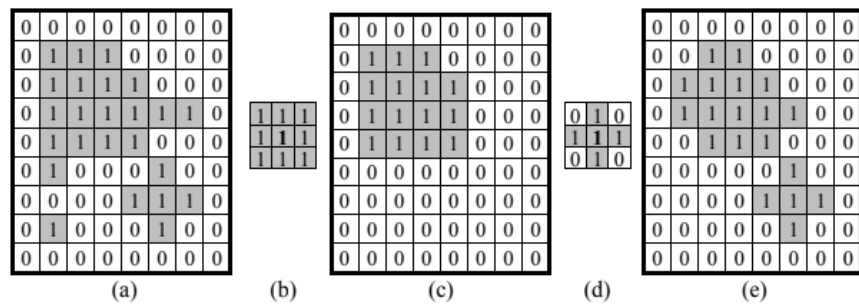 0 0 0 0 0 0 0 0
0 1 1 1 0 0 0 0
0 1 1 1 1 0 0 0
0 1 1 1 1 1 1 0
0 1 1 1 1 0 0 0
0 1 0 0 0 1 0 0
0 0 0 0 1 1 1 0
0 1 0 0 0 1 0 0
0 0 0 0 0 0 0 0
(a)
1 1 1
1 1 1
1 1 1
(b)
0 0 0 0 0 0 0 0
0 1 1 1 0 0 0 0
0 1 1 1 1 0 0 0
0 1 1 1 1 0 0 0
0 1 1 1 1 0 0 0
0 0 0 0 0 0 0 0
0 0 0 0 0 0 0 0
0 0 0 0 0 0 0 0
0 0 0 0 0 0 0 0
(c)
0 1 0
1 1 1
0 1 0
(d)
0 0 0 0 0 0 0 0
0 0 1 1 0 0 0 0
0 1 1 1 1 0 0 0
0 1 1 1 1 1 0 0
0 0 1 1 1 0 0 0
0 0 0 0 0 1 0 0
0 0 0 0 1 1 1 0
0 0 0 0 0 1 0 0
0 0 0 0 0 0 0 0
(e)